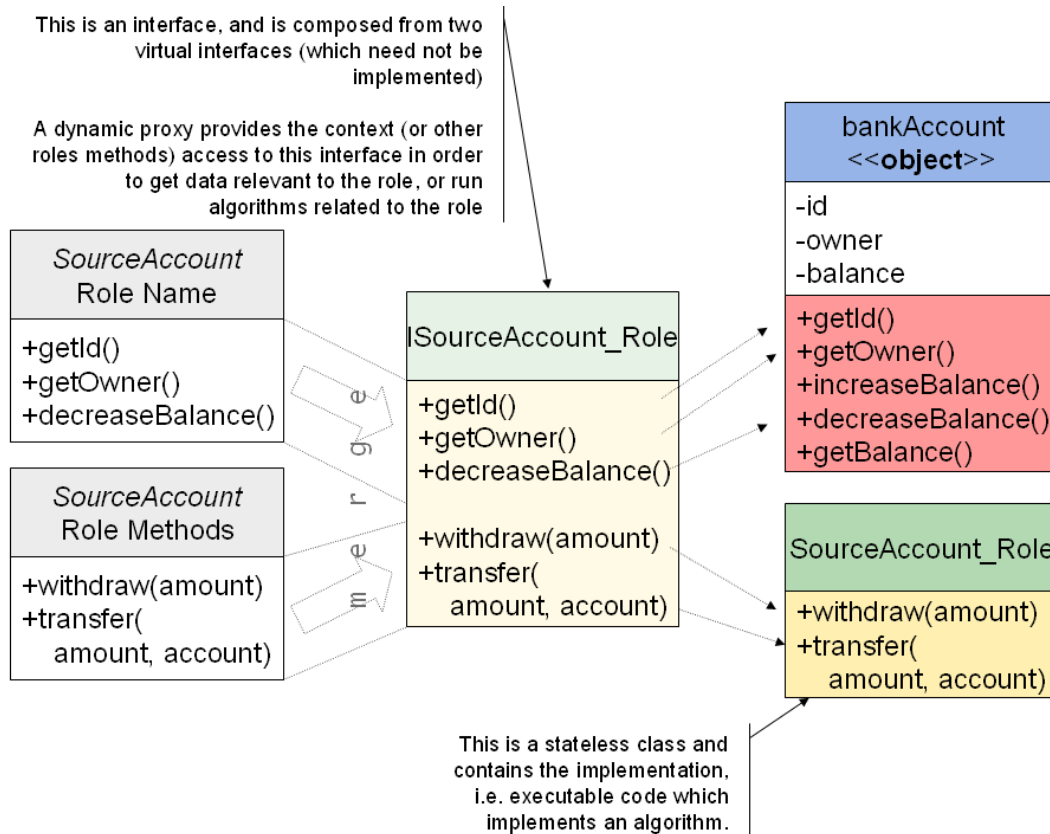 This is an interface, and is composed from two
virtual interfaces (which need not be
implemented)
A dynamic proxy provides the context (or other
roles methods) access to this interface in order
to get data relevant to the role, or run
algorithms related to the role
SourceAccount
Role Name
+getId()
+getOwner()
+decreaseBalance()
SourceAccount
Role Methods
+withdraw(amount)
+transfer(
amount, account)
merge
ISourceAccount_Role
+getId()
+getOwner()
+decreaseBalance()
+withdraw(amount)
+transfer(
amount, account)
bankAccount
<<object>>
-id
-owner
-balance
+getId()
+getOwner()
+increaseBalance()
+decreaseBalance()
+getBalance()
SourceAccount_Role
+withdraw(amount)
+transfer(
amount, account)
This is a stateless class and
contains the implementation,
i.e. executable code which
implements an algorithm.